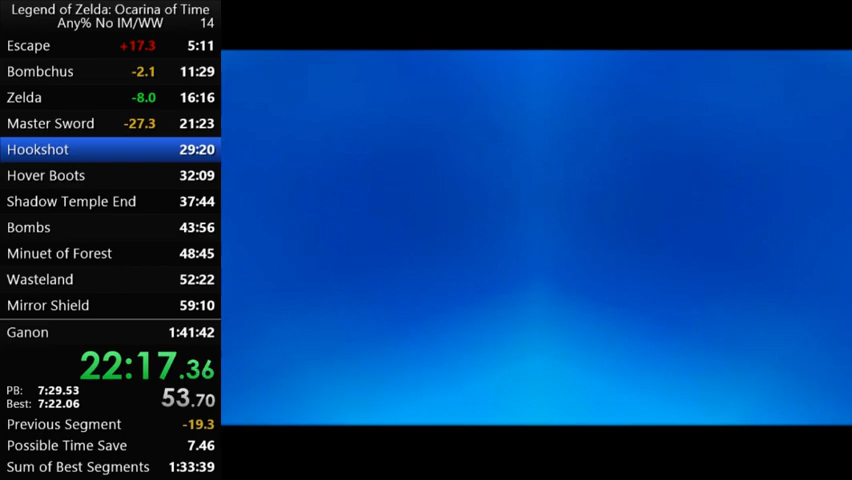 Legend of Zelda: Ocarina of Time
Any% No IM/WW 14
Escape +17.3 5:11
Bombchus -2.1 11:29
Zelda -8.0 16:16
Master Sword -27.3 21:23
Hookshot 29:20
Hover Boots 32:09
Shadow Temple End 37:44
Bombs 43:56
Minuet of Forest 48:45
Wasteland 52:22
Mirror Shield 59:10
Ganon 1:41:42
22:17.36
PB: 7:29.53
Best: 7:22.06
53.70
Previous Segment -19.3
Possible Time Save 7.46
Sum of Best Segments 1:33:39